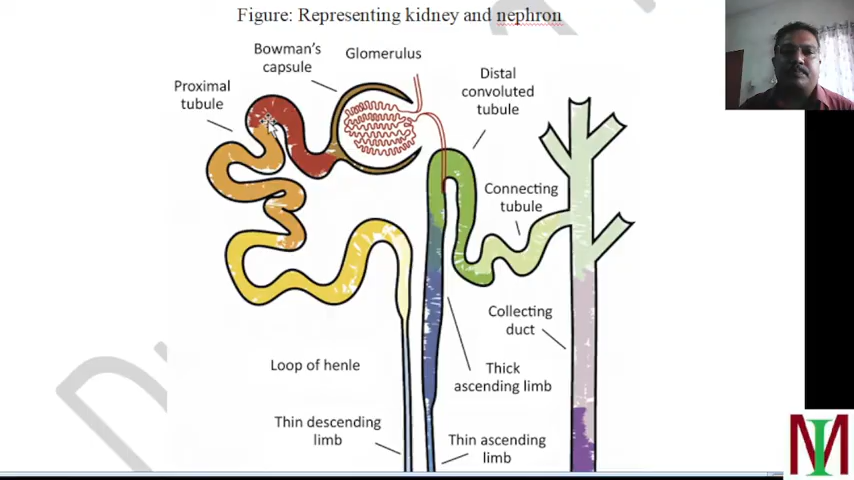 Figure: Representing kidney and nephron
Bowman's
capsule
Glomerulus
Proximal
tubule
Distal
convoluted
tubule
Connecting
tubule
Collecting
duct
Loop of henle
Thick
ascending limb
Thin descending
limb
Thin ascending
limb